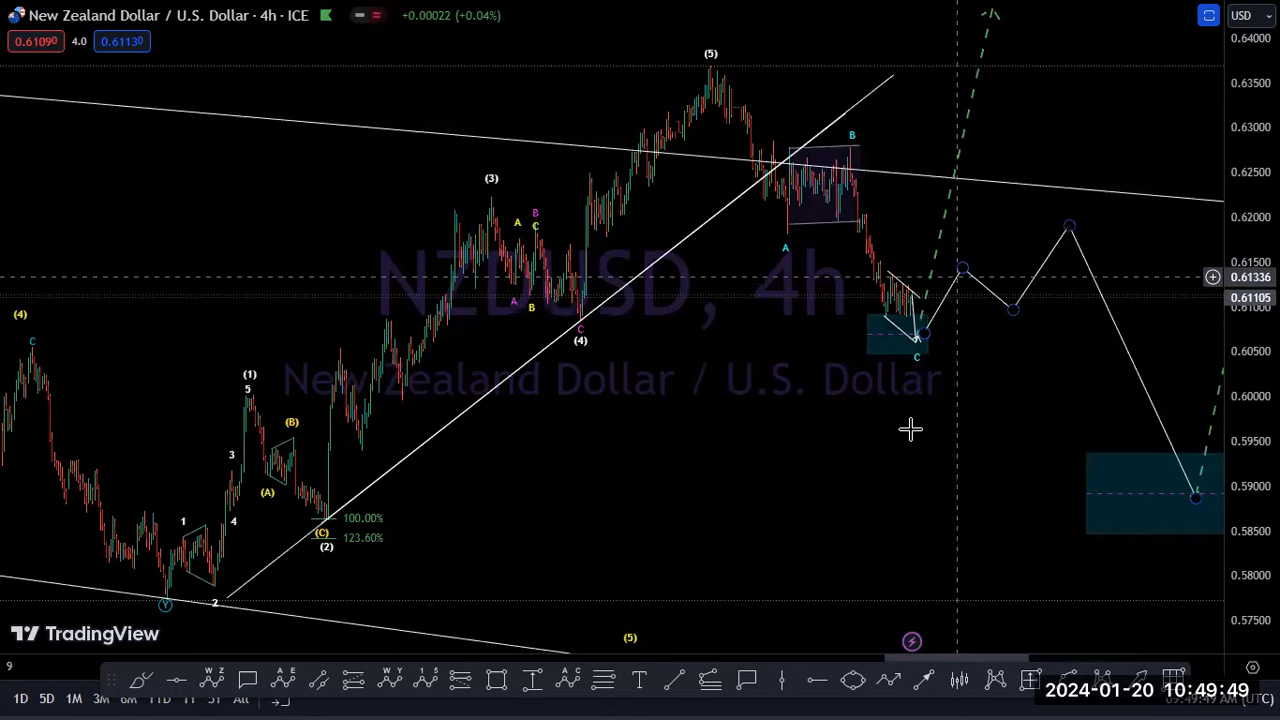 New Zealand Dollar / U.S. Dollar · 4h · ICE
+0.00022 (+0.04%)
USD
0.61090
4.0
0.61130
0.64000
(5)
0.63500
0.63000
B
(3)
0.62500
B
A
C
0.62000
A
0.61500
NZDUSD, 4h
0.61336
A
B
0.61105
(4)
C
(4)
C
0.60500
C
New Zealand Dollar / U.S. Dollar
(1)
5
0.60000
(B)
0.59500
3
(A)
0.59000
1
4
100.00%
(C)
123.60%
(2)
0.58500
0.58000
Y
2
0.57500
TradingView
(5)
9
W Z
A E
W Y
1 5
A C
T
1D 5D 1M 3M 6M YTD 1Y 5Y All
2024-01-20 10:49:49